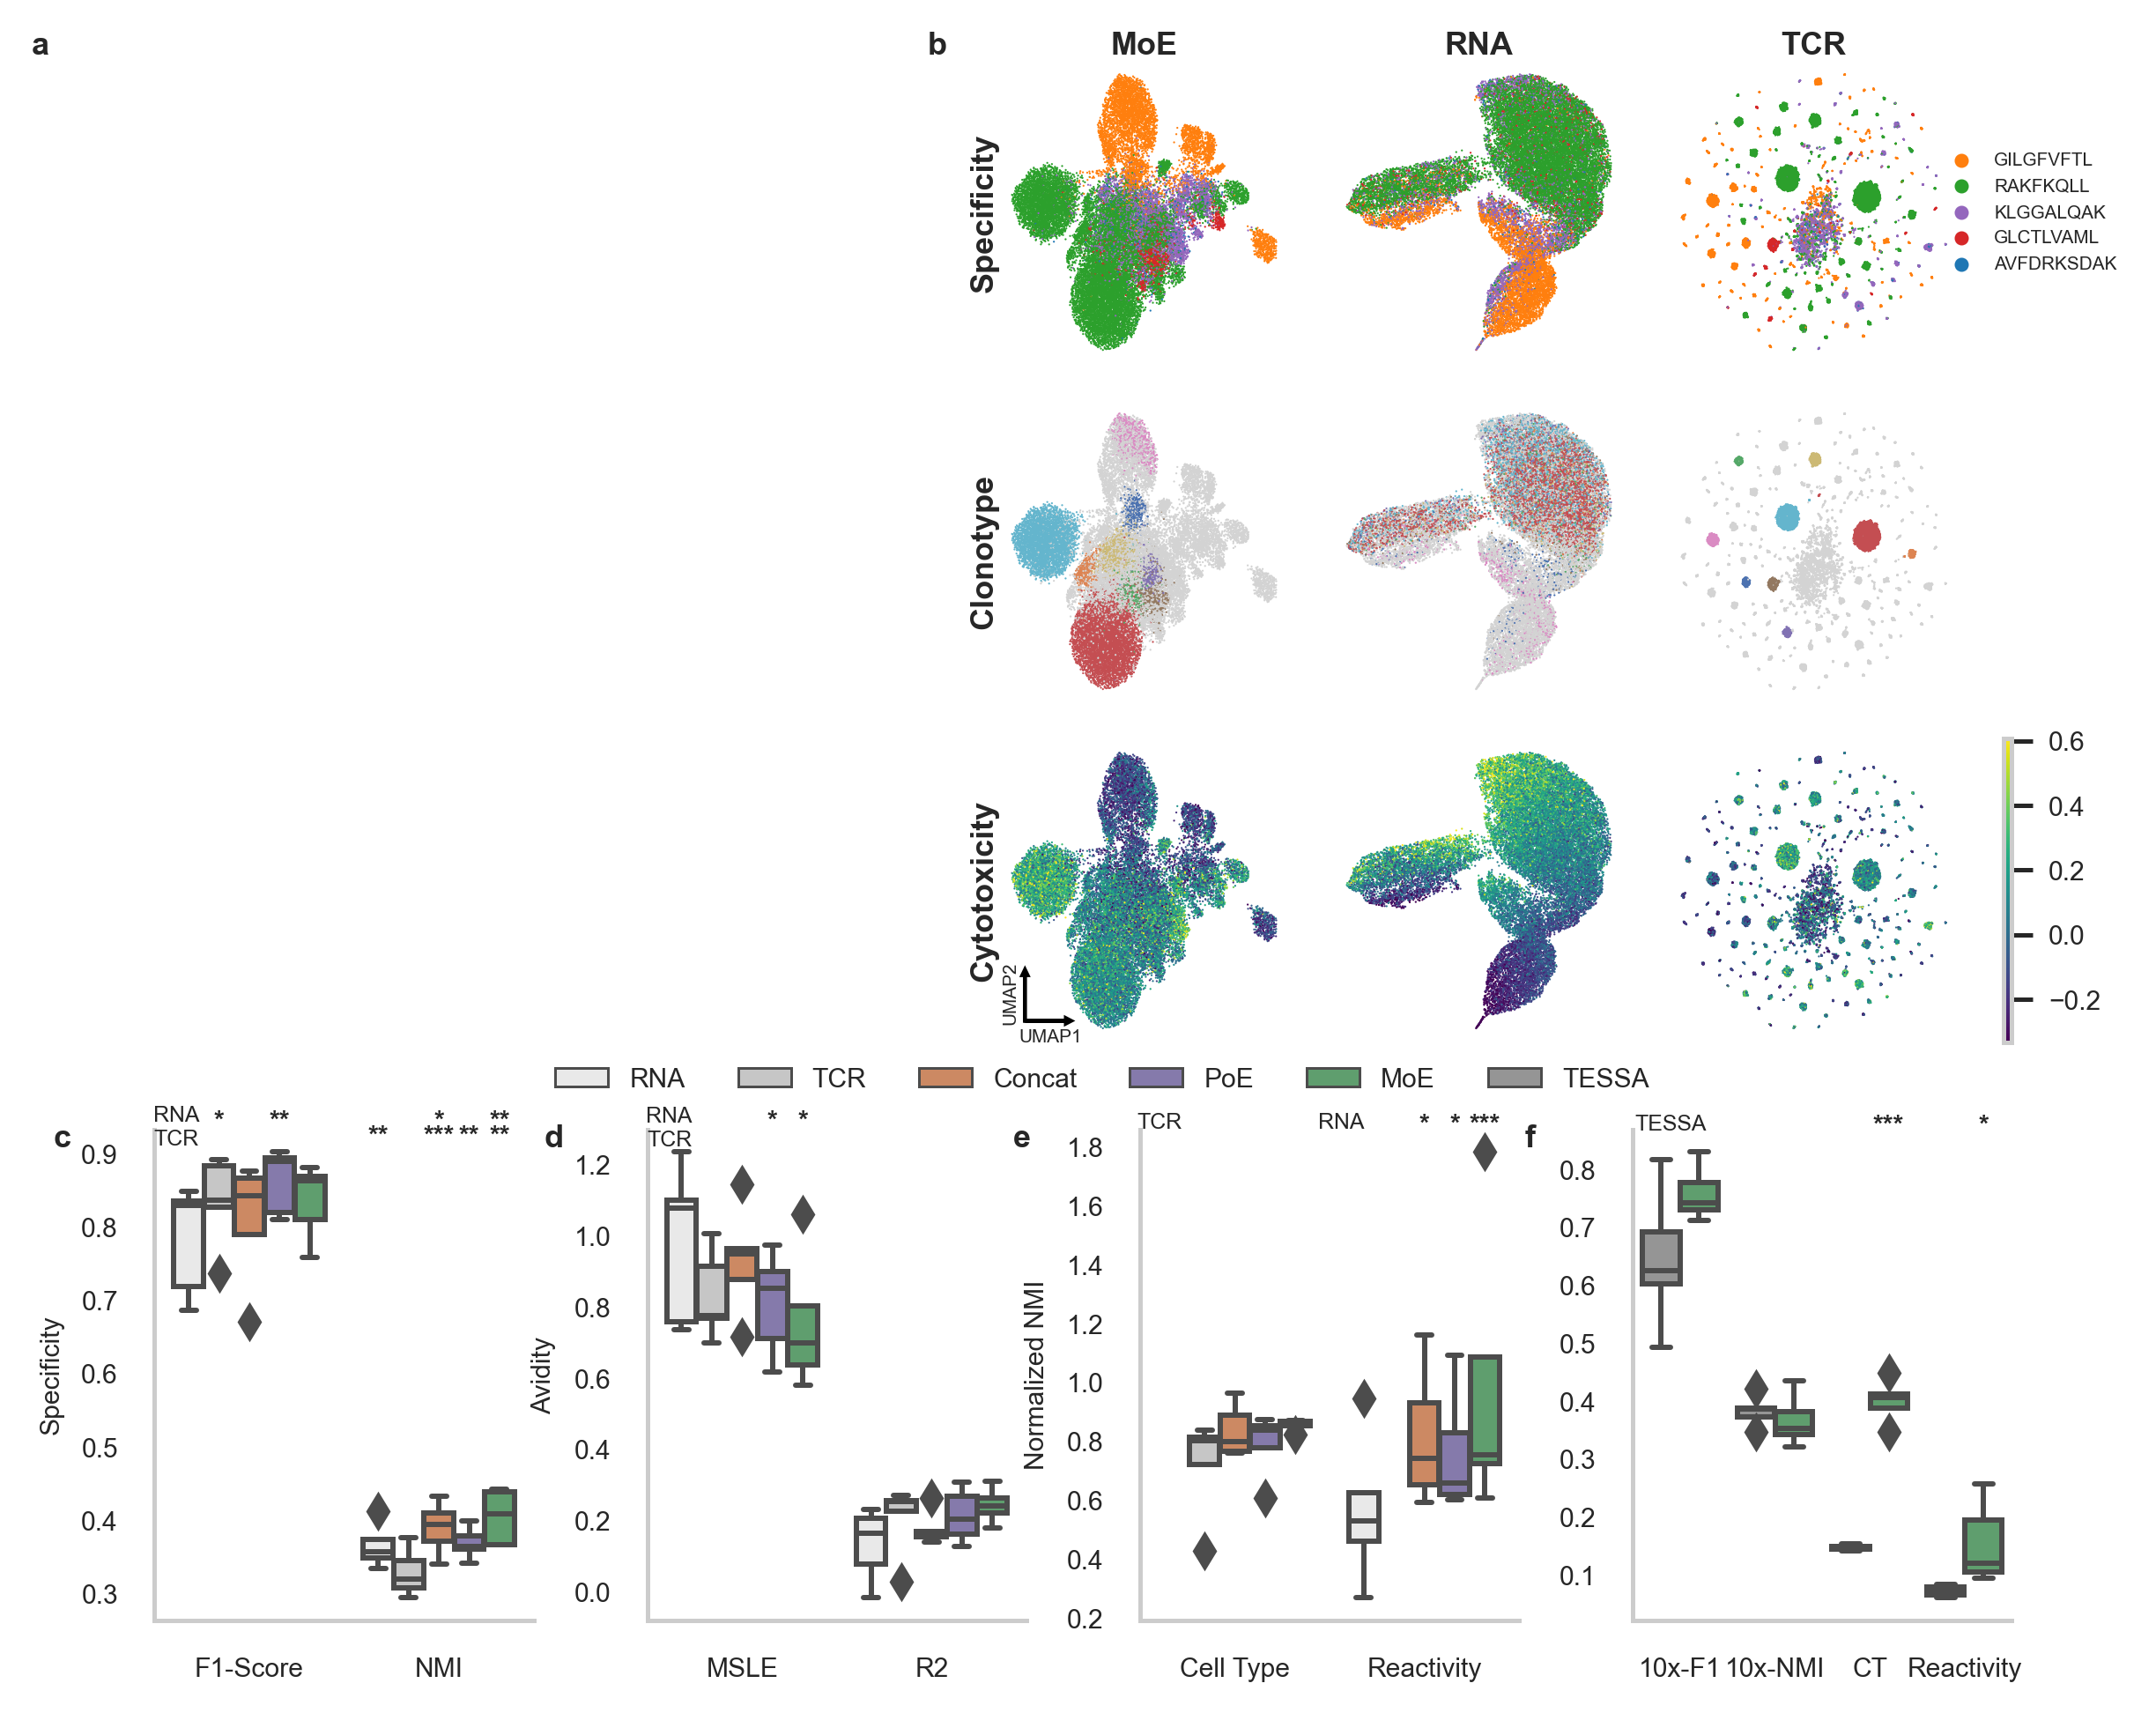 a
b
MoE
RNA
TCR
Specificity
GILGFVFTL
RAKFKQLL
KLGGALQAK
GLCTLVAML
AVFDRKSDAK
Clonotype
Cytotoxicity
0.6
0.4
0.2
0.0
−0.2
UMAP2
UMAP1
RNA
TCR
Concat
PoE
MoE
TESSA
c
RNA * ** * **
TCR ** *** ** **
0.9
0.8
0.7
0.6
0.5
0.4
0.3
Specificity
F1-Score
NMI
d
RNA * *
TCR
1.2
1.0
0.8
0.6
0.4
0.2
0.0
Avidity
MSLE
R2
e
TCR
RNA * * ***
1.8
1.6
1.4
1.2
1.0
0.8
0.6
0.4
0.2
Normalized NMI
Cell Type
Reactivity
f
TESSA *** *
0.8
0.7
0.6
0.5
0.4
0.3
0.2
0.1
10x-F1
10x-NMI
CT
Reactivity